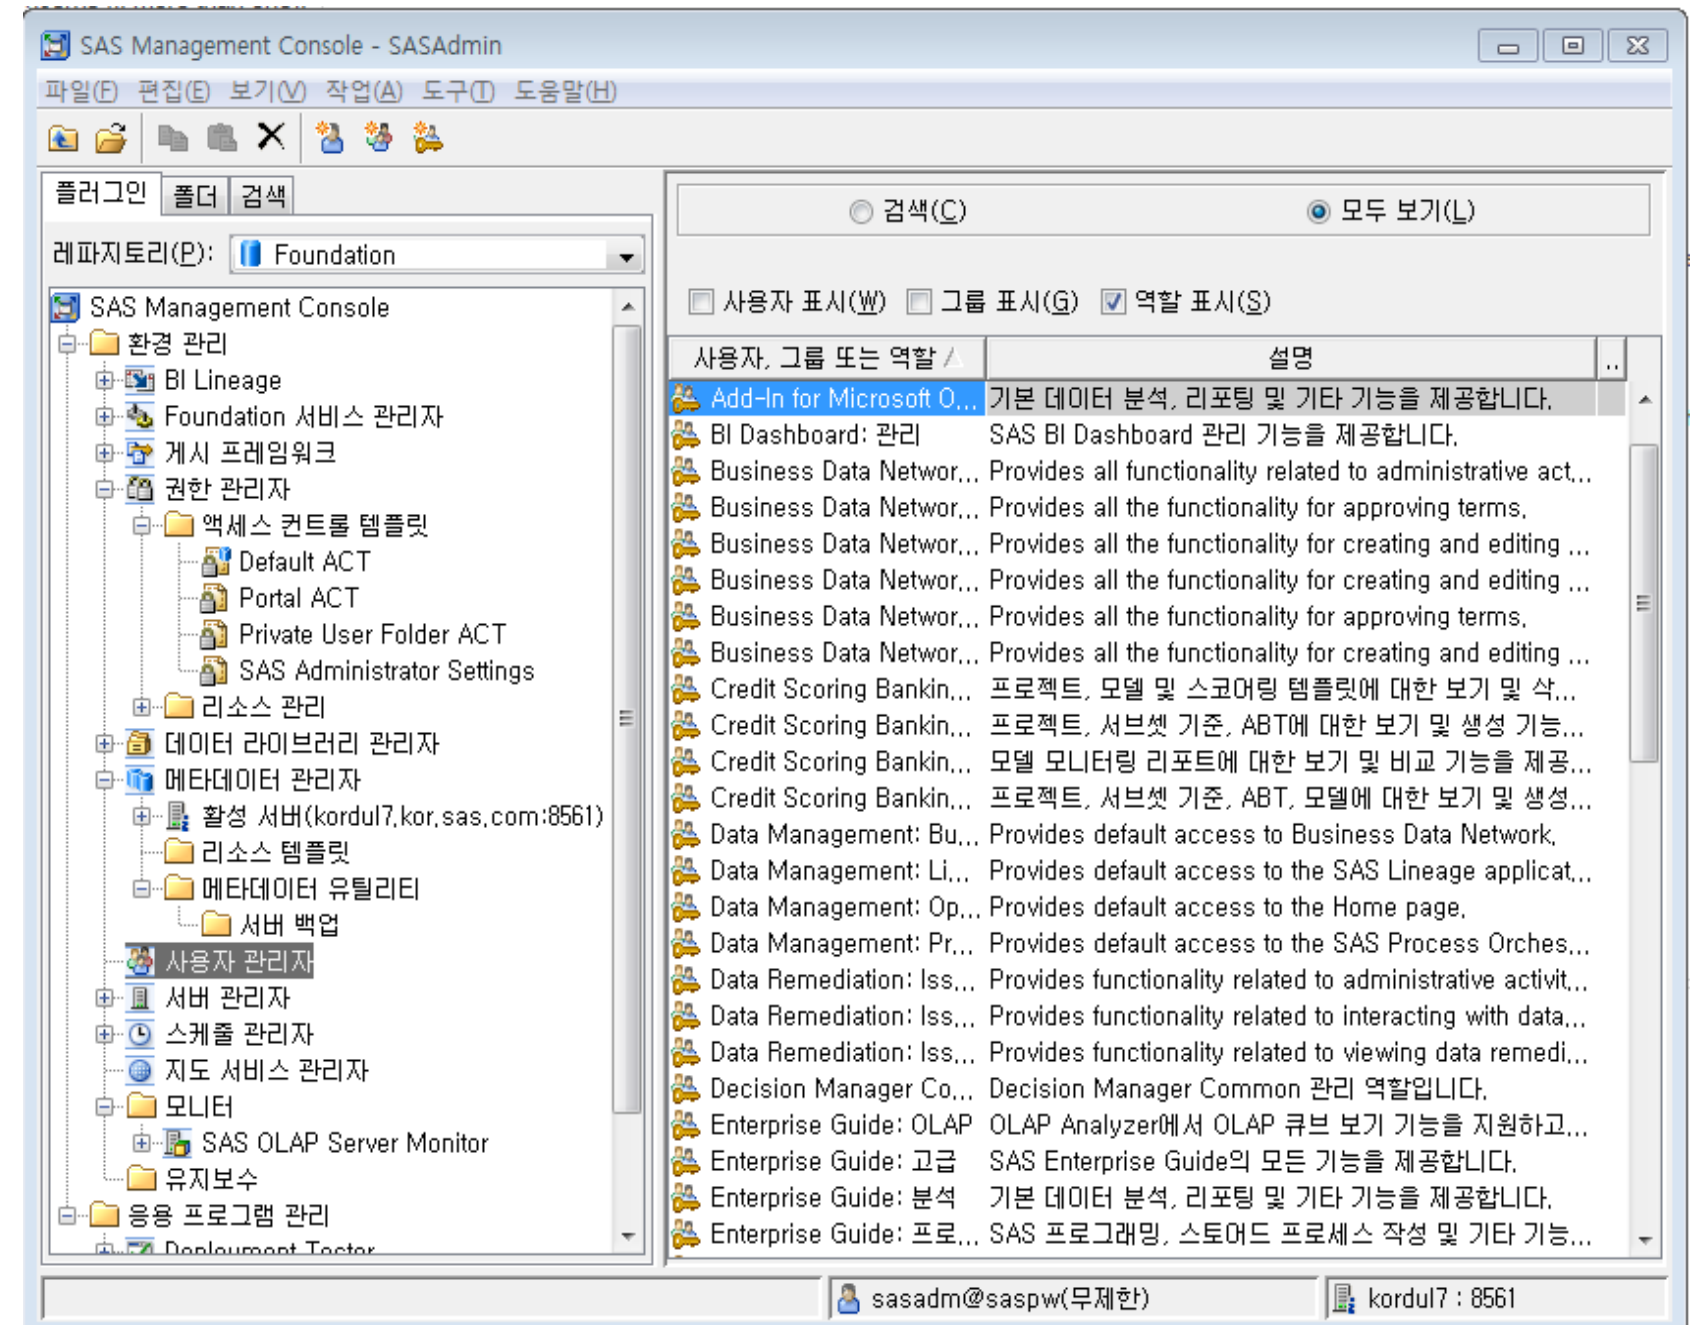 SAS Management Console - SASAdmin
파일(F) 편집(E) 보기(V) 작업(A) 도구(T) 도움말(H)
플러그인 폴더 검색
레파지토리(P): Foundation
SAS Management Console
환경 관리
BI Lineage
Foundation 서비스 관리자
게시 프레임워크
권한 관리자
액세스 컨트롤 템플릿
Default ACT
Portal ACT
Private User Folder ACT
SAS Administrator Settings
리소스 관리
데이터 라이브러리 관리자
메타데이터 관리자
활성 서버(kordul7.kor.sas.com:8561)
리소스 템플릿
메타데이터 유틸리티
서버 백업
사용자 관리자
서버 관리자
스케줄 관리자
지도 서비스 관리자
모니터
SAS OLAP Server Monitor
유지보수
응용 프로그램 관리
Deployment Tester
검색(C) 모두 보기(L)
사용자 표시(W) 그룹 표시(G) 역할 표시(S)
사용자, 그룹 또는 역할 설명 ..
Add-In for Microsoft O... 기본 데이터 분석, 리포팅 및 기타 기능을 제공합니다.
BI Dashboard: 관리 SAS BI Dashboard 관리 기능을 제공합니다.
Business Data Networ... Provides all functionality related to administrative act...
Business Data Networ... Provides all the functionality for approving terms.
Business Data Networ... Provides all the functionality for creating and editing ...
Business Data Networ... Provides all the functionality for creating and editing ...
Business Data Networ... Provides all the functionality for approving terms.
Business Data Networ... Provides all the functionality for creating and editing ...
Credit Scoring Bankin... 프로젝트, 모델 및 스코어링 템플릿에 대한 보기 및 삭...
Credit Scoring Bankin... 프로젝트, 서브셋 기준, ABT에 대한 보기 및 생성 기능...
Credit Scoring Bankin... 모델 모니터링 리포트에 대한 보기 및 비교 기능을 제공...
Credit Scoring Bankin... 프로젝트, 서브셋 기준, ABT, 모델에 대한 보기 및 생성...
Data Management: Bu... Provides default access to Business Data Network.
Data Management: Li... Provides default access to the SAS Lineage applicat...
Data Management: Op... Provides default access to the Home page.
Data Management: Pr... Provides default access to the SAS Process Orches...
Data Remediation: Iss... Provides functionality related to administrative activit...
Data Remediation: Iss... Provides functionality related to interacting with data...
Data Remediation: Iss... Provides functionality related to viewing data remedi...
Decision Manager Co... Decision Manager Common 관리 역할입니다.
Enterprise Guide: OLAP OLAP Analyzer에서 OLAP 큐브 보기 기능을 지원하고...
Enterprise Guide: 고급 SAS Enterprise Guide의 모든 기능을 제공합니다.
Enterprise Guide: 분석 기본 데이터 분석, 리포팅 및 기타 기능을 제공합니다.
Enterprise Guide: 프로... SAS 프로그래밍, 스토어드 프로세스 작성 및 기타 기능...
sasadm@saspw(무제한) kordul7 : 8561